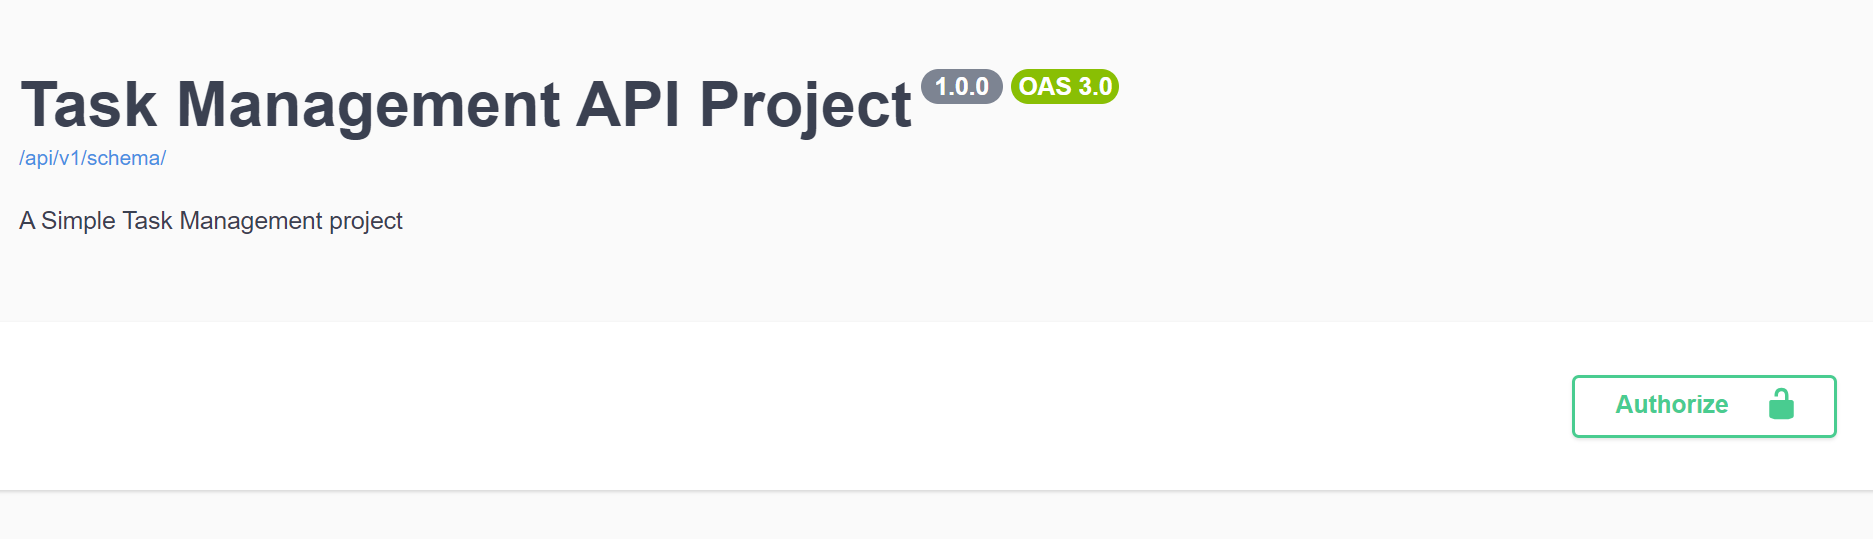 Task Management API Project 1.0.0 OAS 3.0
/api/v1/schema/
A Simple Task Management project
Authorize